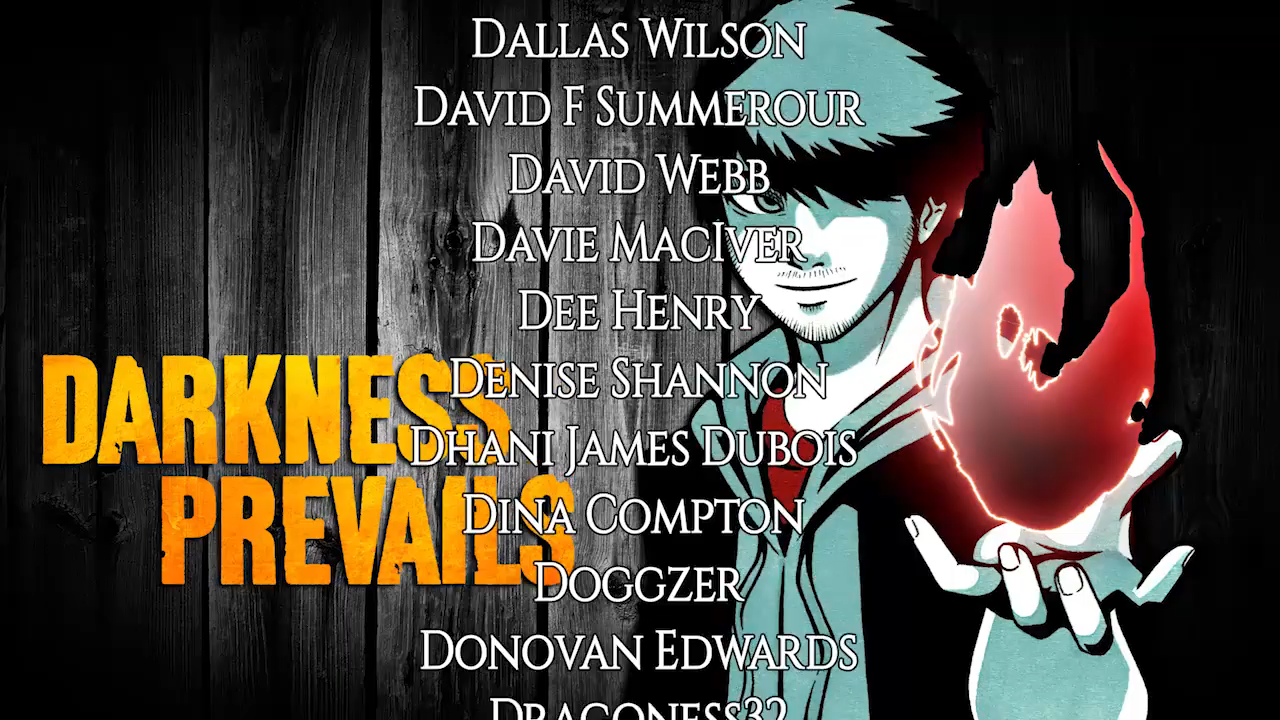 Dallas Wilson
David F Summerour
David Webb
Davie MacIver
Dee Henry
Denise Shannon
Dhani James Dubois
Dina Compton
Doggzer
Donovan Edwards
Dragoness32
DARKNESS
PREVAILS